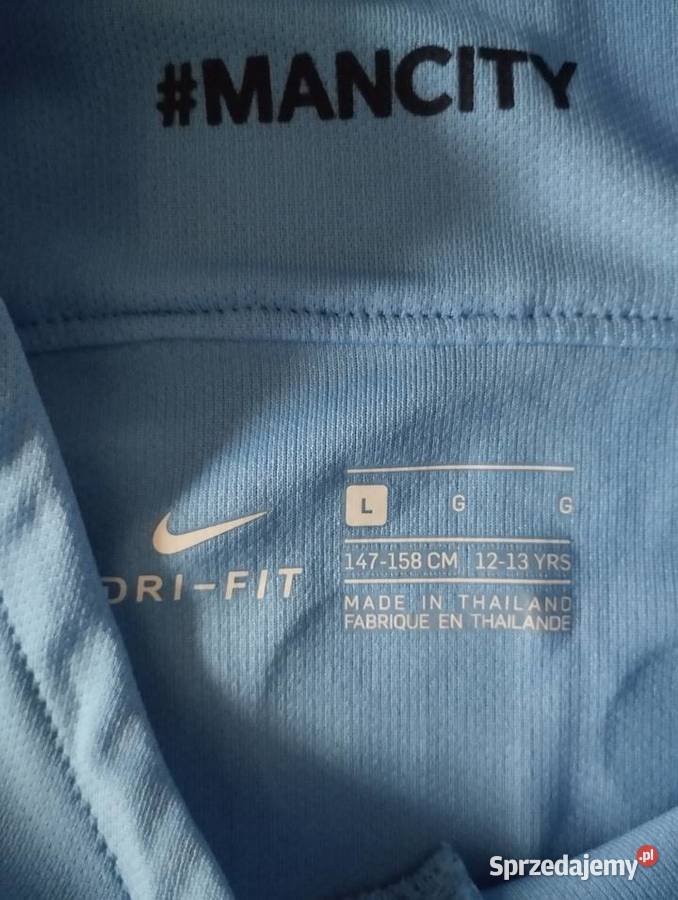 #MANCITY
L G G
147-158 CM 12-13 YRS
DRI-FIT
MADE IN THAILAND
FABRIQUE EN THAILANDE
Sprzedajemy.pl